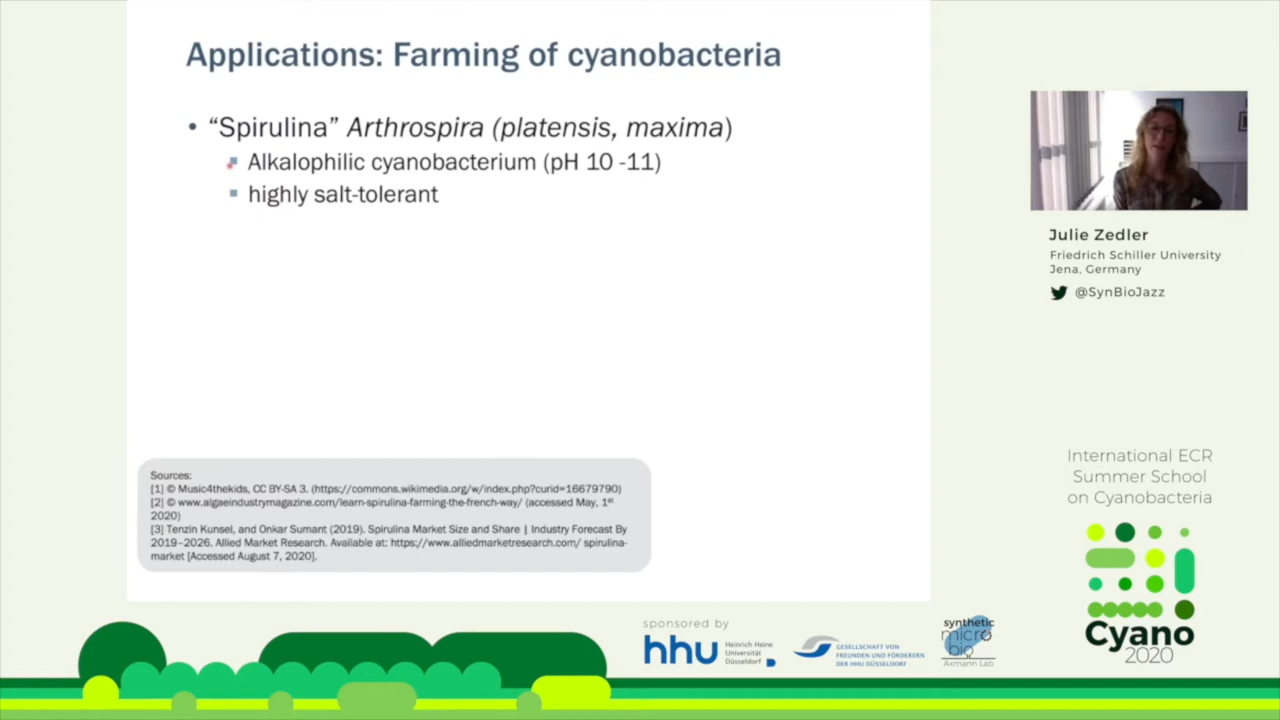 Applications: Farming of cyanobacteria
• “Spirulina” Arthrospira (platensis, maxima)
Alkalophilic cyanobacterium (pH 10 -11)
highly salt-tolerant
Sources:
[1] © Music4thekids, CC BY-SA 3. (https://commons.wikimedia.org/w/index.php?curid=16679790)
[2] © www.algaeindustrymagazine.com/learn-spirulina-farming-the-french-way/ (accessed May, 1st
2020)
[3] Tenzin Kunsel, and Onkar Sumant (2019). Spirulina Market Size and Share | Industry Forecast By
2019–2026. Allied Market Research. Available at: https://www.alliedmarketresearch.com/ spirulina-
market [Accessed August 7, 2020].
Julie Zedler
Friedrich Schiller University
Jena, Germany
@SynBioJazz
International ECR
Summer School
on Cyanobacteria
Cyano
2020
sponsored by
hhu
Heinrich Heine
Universität
Düsseldorf
GESELLSCHAFT VON
FREUNDEN UND FÖRDERERN
DER HHU DÜSSELDORF
synthetic
micro
bio
Axmann Lab